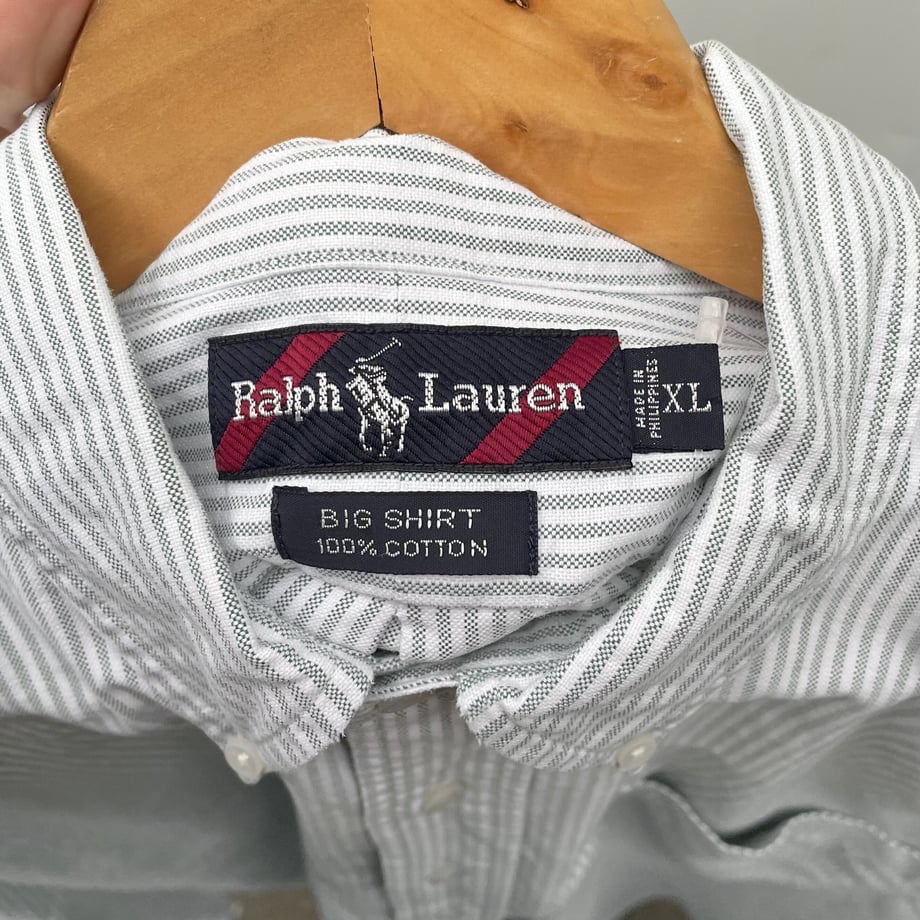 Ralph Lauren
MADE IN
PHILIPPINES
XL
BIG SHIRT
100% COTTON